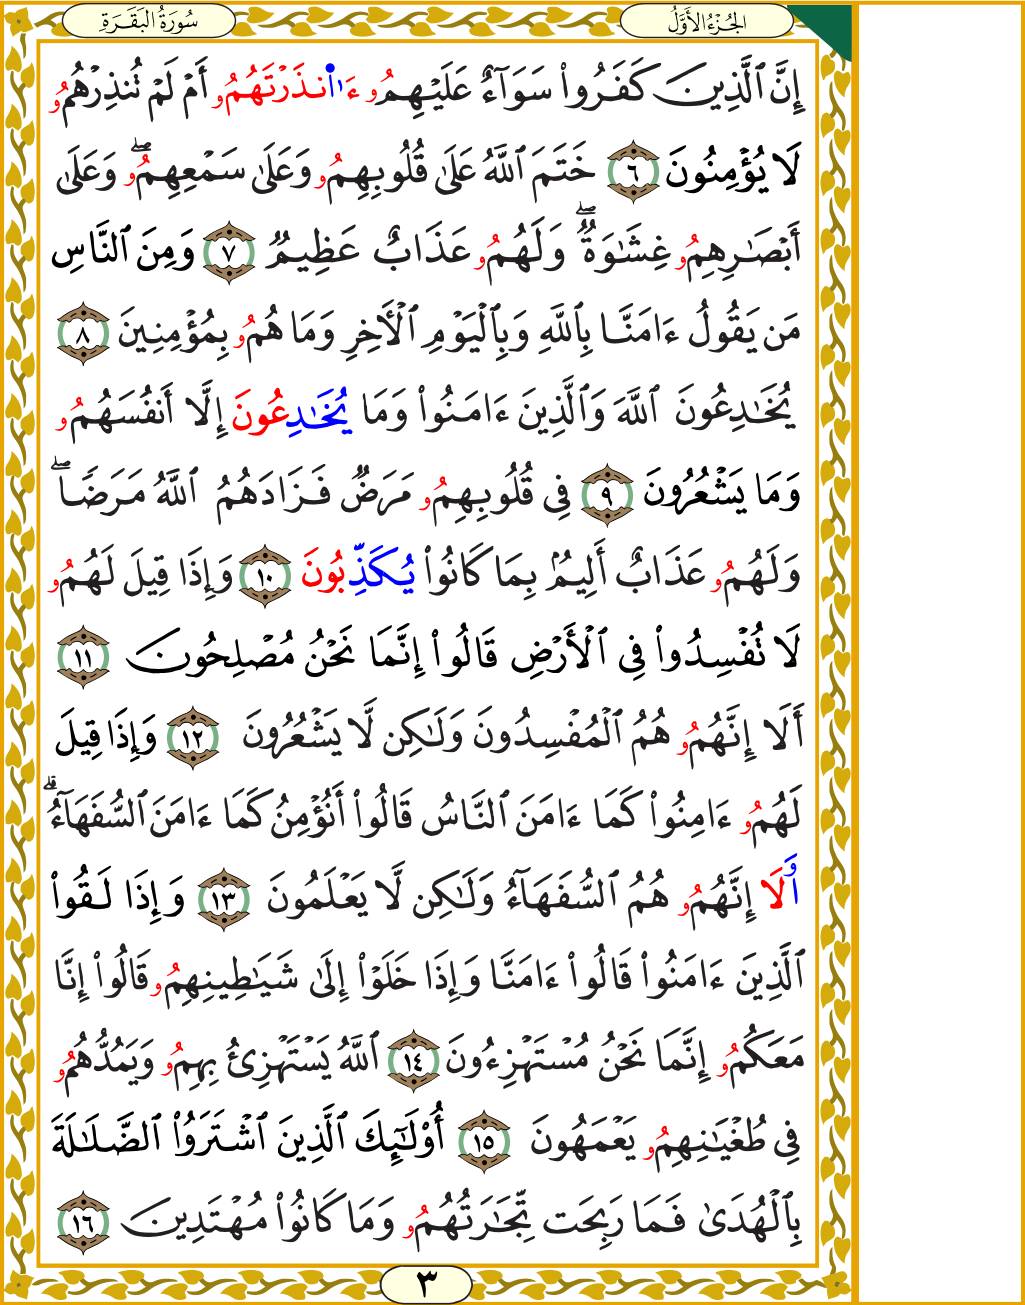 سُورَةُ البَقَرَةِ
الجُزْءُ الأَوَّلُ
إِنَّ ٱلَّذِينَ كَفَرُوا۟ سَوَآءٌ عَلَيْهِمُۥ ءَا۬نذَرْتَهُمُۥ أَمْ لَمْ تُنذِرْهُمُۥ
لَا يُؤْمِنُونَ ٦ خَتَمَ ٱللَّهُ عَلَىٰ قُلُوبِهِمُۥ وَعَلَىٰ سَمْعِهِمُۥۖ وَعَلَىٰ
أَبْصَـٰرِهِمُۥ غِشَـٰوَةٌۖ وَلَهُمُۥ عَذَابٌ عَظِيمٌ ٧ وَمِنَ ٱلنَّاسِ
مَن يَقُولُ ءَامَنَّا بِٱللَّهِ وَبِٱلْيَوْمِ ٱلْأَخِرِ وَمَا هُمُۥ بِمُؤْمِنِينَ ٨
يُخَـٰدِعُونَ ٱللَّهَ وَٱلَّذِينَ ءَامَنُوا۟ وَمَا يُخَـٰدِعُونَ إِلَّا أَنفُسَهُمُۥ
وَمَا يَشْعُرُونَ ٩ فِى قُلُوبِهِمُۥ مَرَضٌ فَزَادَهُمُ ٱللَّهُ مَرَضًاۖ
وَلَهُمُۥ عَذَابٌ أَلِيمٌۢ بِمَا كَانُوا۟ يُكَذِّبُونَ ١٠ وَإِذَا قِيلَ لَهُمُۥ
لَا تُفْسِدُوا۟ فِى ٱلْأَرْضِ قَالُوا۟ إِنَّمَا نَحْنُ مُصْلِحُونَ ١١
أَلَا إِنَّهُمُۥ هُمُ ٱلْمُفْسِدُونَ وَلَـٰكِن لَّا يَشْعُرُونَ ١٢ وَإِذَا قِيلَ
لَهُمُۥ ءَامِنُوا۟ كَمَا ءَامَنَ ٱلنَّاسُ قَالُوا۟ أَنُؤْمِنُ كَمَا ءَامَنَ ٱلسُّفَهَآءُۗ
ا۬لَا إِنَّهُمُۥ هُمُ ٱلسُّفَهَآءُ وَلَـٰكِن لَّا يَعْلَمُونَ ١٣ وَإِذَا لَقُوا۟
ٱلَّذِينَ ءَامَنُوا۟ قَالُوا۟ ءَامَنَّا وَإِذَا خَلَوْا۟ إِلَىٰ شَيَـٰطِينِهِمُۥ قَالُوا۟ إِنَّا
مَعَكُمُۥ إِنَّمَا نَحْنُ مُسْتَهْزِءُونَ ١٤ ٱللَّهُ يَسْتَهْزِئُ بِهِمُۥ وَيَمُدُّهُمُۥ
فِى طُغْيَـٰنِهِمُۥ يَعْمَهُونَ ١٥ أُو۟لَـٰٓئِكَ ٱلَّذِينَ ٱشْتَرَوُا۟ ٱلضَّلَـٰلَةَ
بِٱلْهُدَىٰ فَمَا رَبِحَت تِّجَـٰرَتُهُمُۥ وَمَا كَانُوا۟ مُهْتَدِينَ ١٦
٣